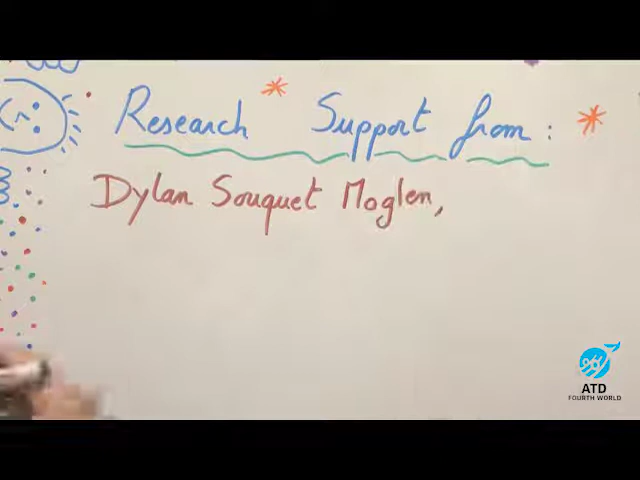 Research Support from:
Dylan Souquet Moglen,
ATD
FOURTH WORLD